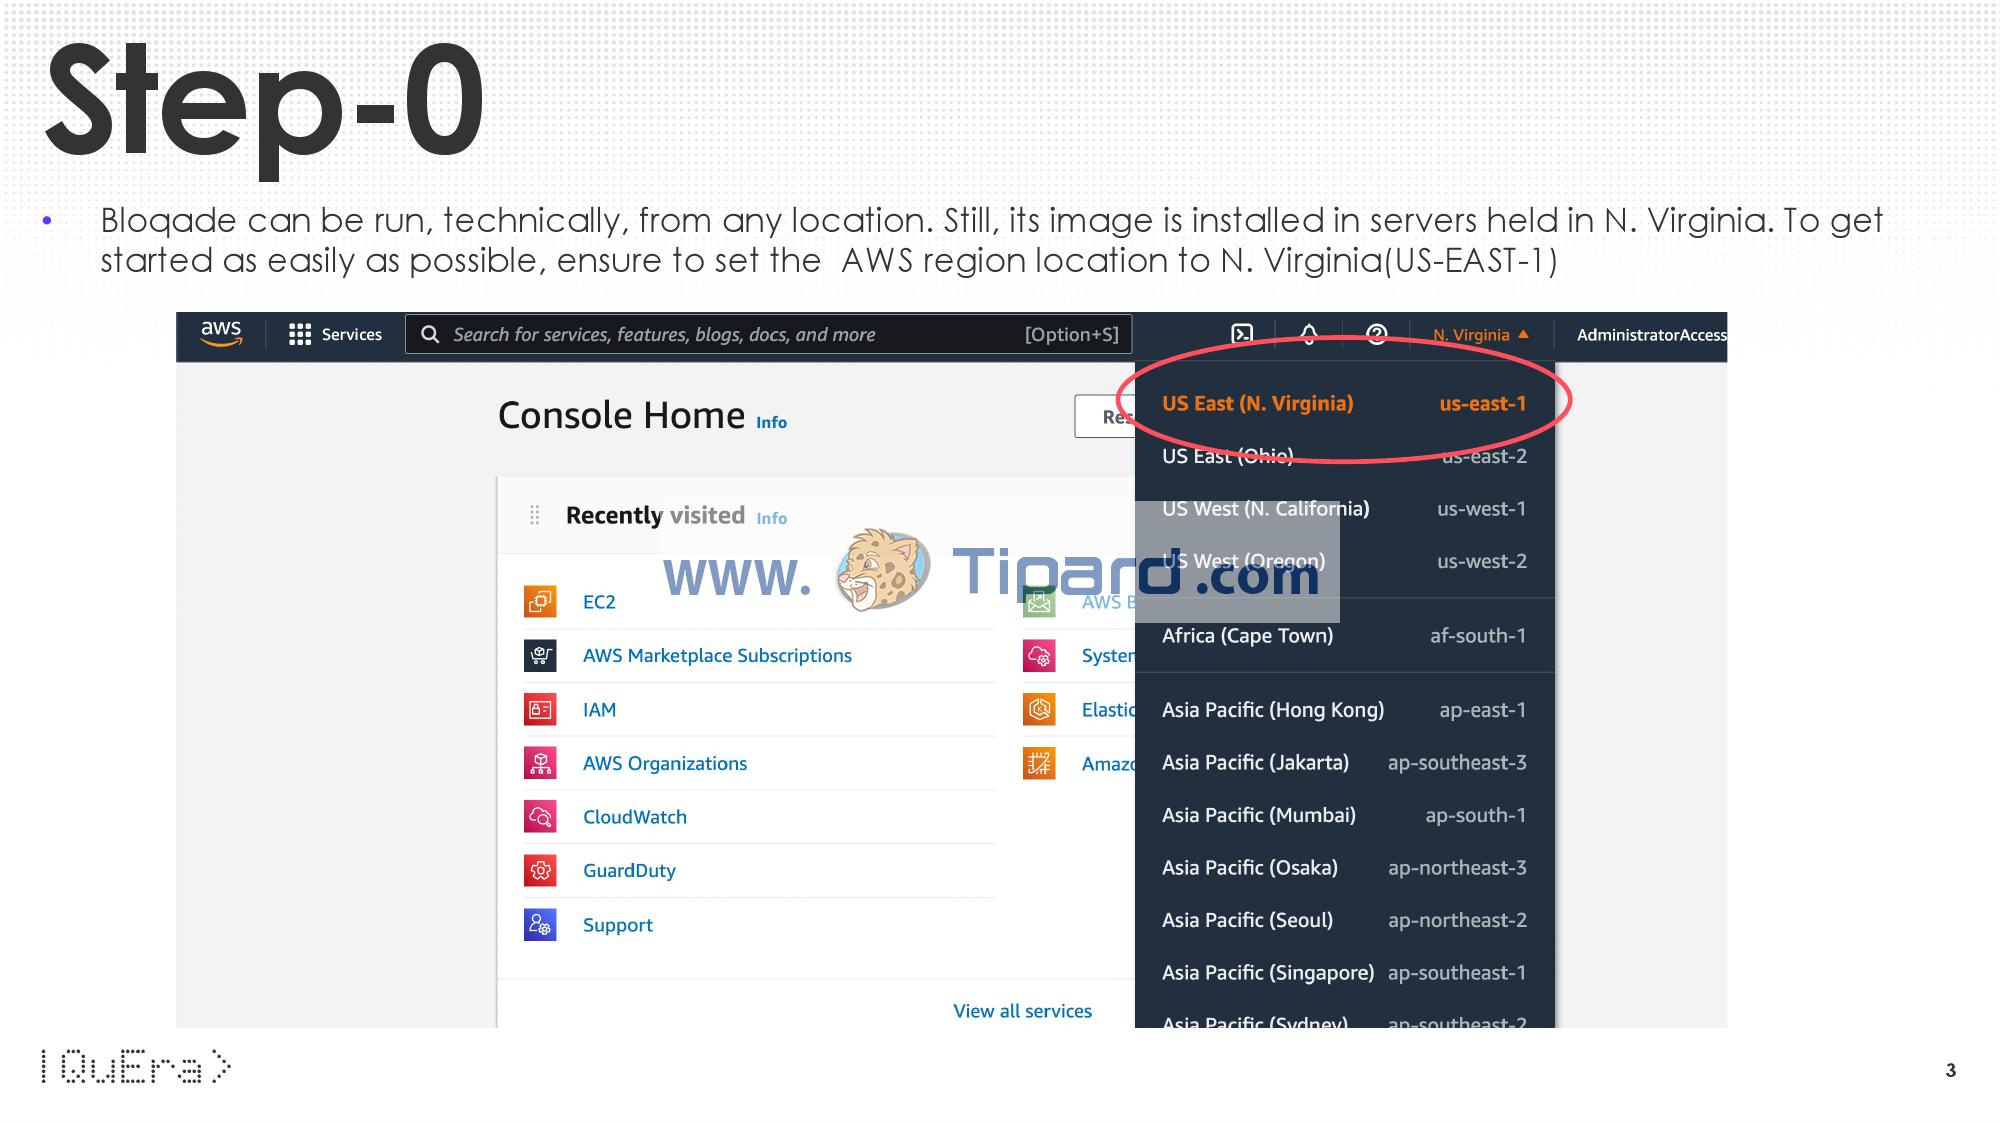 Step-0
• Bloqade can be run, technically, from any location. Still, its image is installed in servers held in N. Virginia. To get
started as easily as possible, ensure to set the AWS region location to N. Virginia(US-EAST-1)
aws Services Search for services, features, blogs, docs, and more [Option+S] N. Virginia AdministratorAccess
Console Home Info
Res
US East (N. Virginia) us-east-1
US East (Ohio) us-east-2
US West (N. California) us-west-1
US West (Oregon) us-west-2
Africa (Cape Town) af-south-1
Asia Pacific (Hong Kong) ap-east-1
Asia Pacific (Jakarta) ap-southeast-3
Asia Pacific (Mumbai) ap-south-1
Asia Pacific (Osaka) ap-northeast-3
Asia Pacific (Seoul) ap-northeast-2
Asia Pacific (Singapore) ap-southeast-1
Asia Pacific (Sydney) ap-southeast-2
Recently visited Info
www. Tipard .com
EC2
AWS Marketplace Subscriptions
IAM
AWS Organizations
CloudWatch
GuardDuty
Support
AWS B
System
Elastic
Amazo
View all services
|QuEra>
3